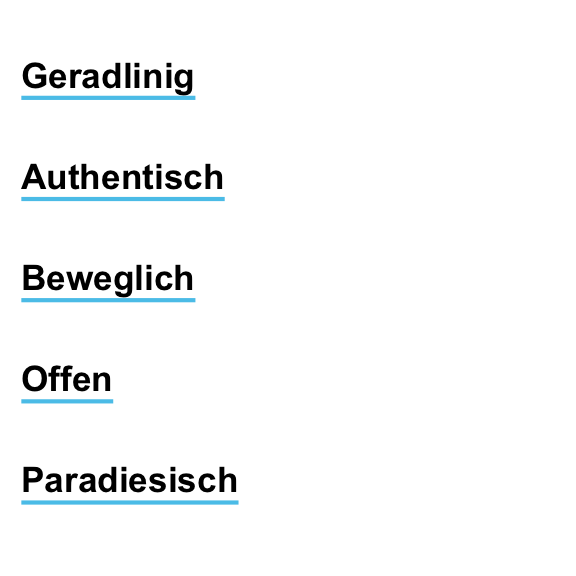 Geradlinig
Authentisch
Beweglich
Offen
Paradiesisch